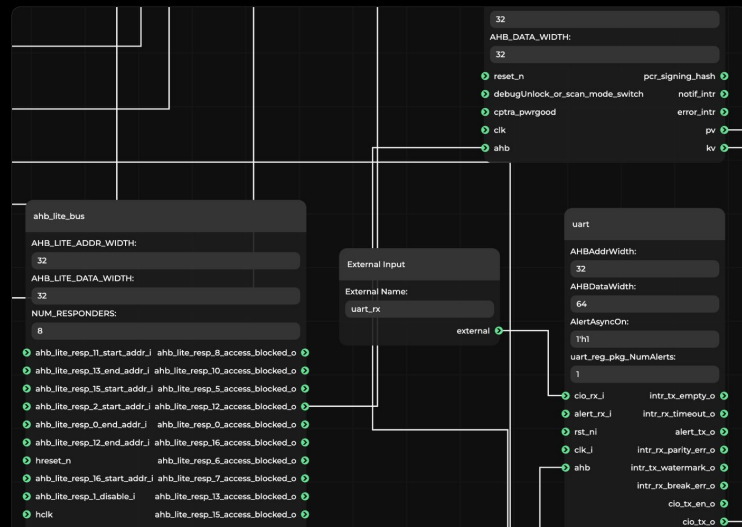 32
AHB_DATA_WIDTH:
32
reset_n pcr_signing_hash
debugUnlock_or_scan_mode_switch notif_intr
cptra_pwrgood error_intr
clk pv
ahb kv
ahb_lite_bus
AHB_LITE_ADDR_WIDTH:
32
AHB_LITE_DATA_WIDTH:
32
NUM_RESPONDERS:
8
ahb_lite_resp_11_start_addr_i ahb_lite_resp_8_access_blocked_o
ahb_lite_resp_13_end_addr_i ahb_lite_resp_10_access_blocked_o
ahb_lite_resp_15_start_addr_i ahb_lite_resp_5_access_blocked_o
ahb_lite_resp_2_start_addr_i ahb_lite_resp_12_access_blocked_o
ahb_lite_resp_0_end_addr_i ahb_lite_resp_0_access_blocked_o
ahb_lite_resp_12_end_addr_i ahb_lite_resp_16_access_blocked_o
hreset_n ahb_lite_resp_6_access_blocked_o
ahb_lite_resp_16_start_addr_i ahb_lite_resp_7_access_blocked_o
ahb_lite_resp_1_disable_i ahb_lite_resp_13_access_blocked_o
hclk ahb_lite_resp_15_access_blocked_o
External Input
External Name:
uart_rx
external
uart
AHBAddrWidth:
32
AHBDataWidth:
64
AlertAsyncOn:
1'h1
uart_reg_pkg_NumAlerts:
1
cio_rx_i intr_tx_empty_o
alert_rx_i intr_rx_timeout_o
rst_ni alert_tx_o
clk_i intr_rx_parity_err_o
ahb intr_tx_watermark_o
intr_rx_break_err_o
cio_tx_en_o
cio_tx_o